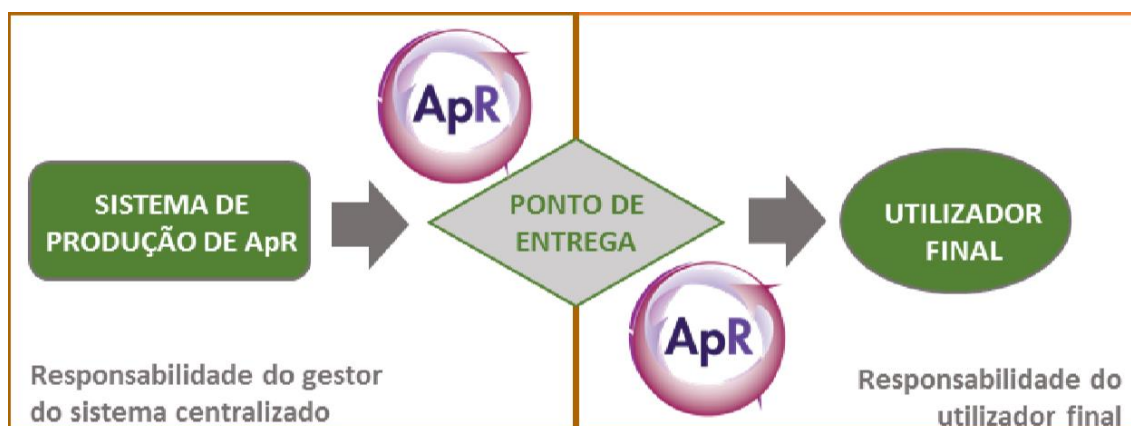 ApR
SISTEMA DE
PRODUÇÃO DE ApR
PONTO DE
ENTREGA
UTILIZADOR
FINAL
ApR
Responsabilidade do gestor
do sistema centralizado
Responsabilidade do
utilizador final